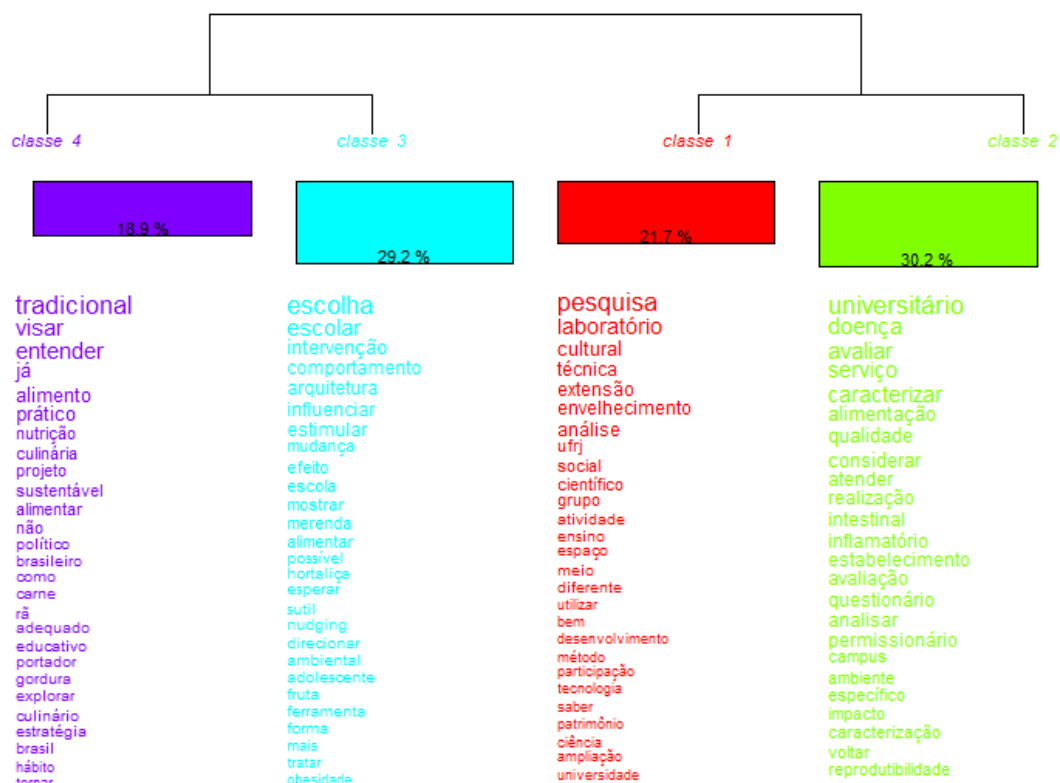 classe 4
classe 3
classe 1
classe 2
18.9 %
29.2 %
21.7 %
30.2 %
tradicional
visar
entender
já
alimento
prático
nutrição
culinária
projeto
sustentável
alimentar
não
político
brasileiro
como
carne
rã
adequado
educativo
portador
gordura
explorar
culinário
estratégia
brasil
hábito
tornar
escolha
escolar
intervenção
comportamento
arquitetura
influenciar
estimular
mudança
efeito
escola
mostrar
merenda
alimentar
possível
hortaliça
esperar
sutil
nudging
direcionar
ambiental
adolescente
fruta
ferramenta
forma
mais
tratar
obesidade
pesquisa
laboratório
cultural
técnica
extensão
envelhecimento
análise
ufrj
social
científico
grupo
atividade
ensino
espaço
meio
diferente
utilizar
bem
desenvolvimento
método
participação
tecnologia
saber
patrimônio
ciência
ampliação
universidade
universitário
doença
avaliar
serviço
caracterizar
alimentação
qualidade
considerar
atender
realização
intestinal
inflamatório
estabelecimento
avaliação
questionário
analisar
permissionário
campus
ambiente
específico
impacto
caracterização
voltar
reprodutibilidade